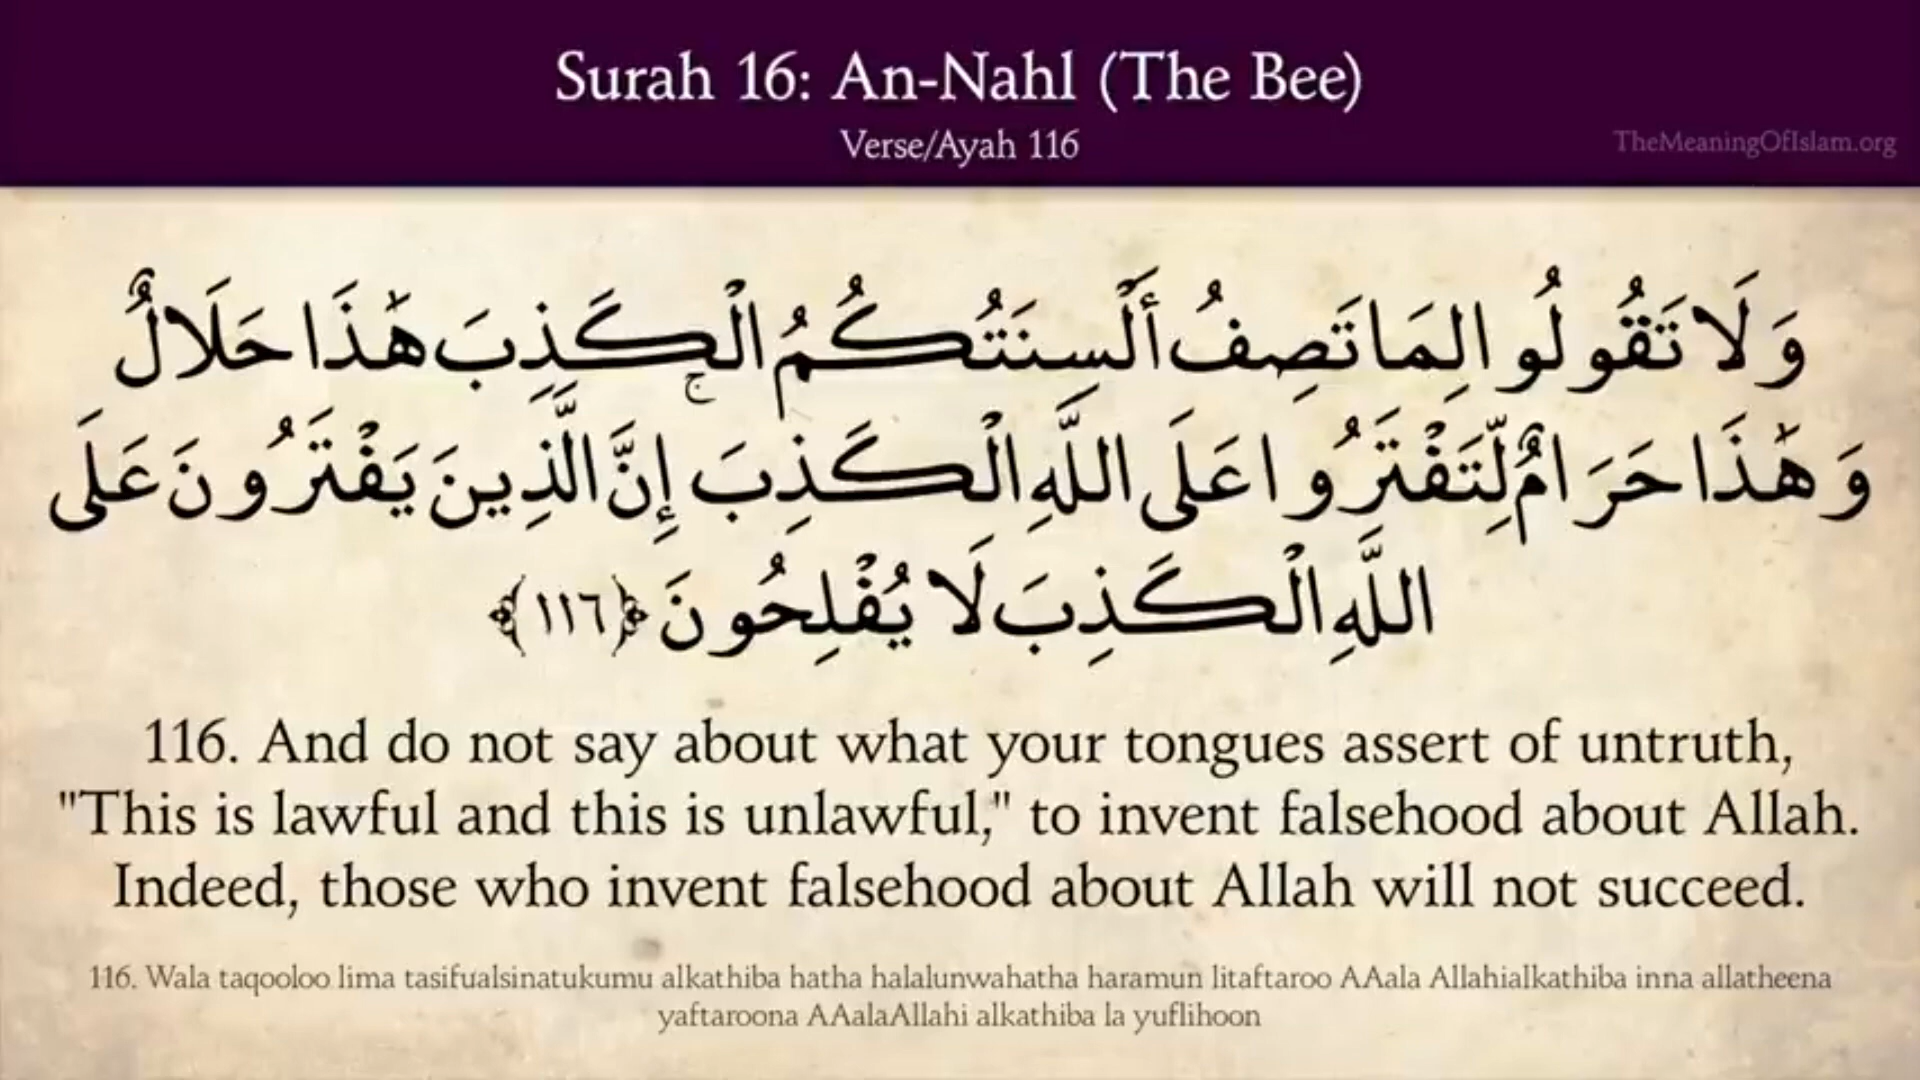 Surah 16: An-Nahl (The Bee)
Verse/Ayah 116
TheMeaningOfIslam.org
وَلَا تَقُولُوا لِمَا تَصِفُ أَلْسِنَتُكُمُ الْكَذِبَ هَٰذَا حَلَالٌ
وَهَٰذَا حَرَامٌ لِّتَفْتَرُوا عَلَى اللَّهِ الْكَذِبَ ۚ إِنَّ الَّذِينَ يَفْتَرُونَ عَلَى
اللَّهِ الْكَذِبَ لَا يُفْلِحُونَ ﴿١١٦﴾
116. And do not say about what your tongues assert of untruth,
"This is lawful and this is unlawful," to invent falsehood about Allah.
Indeed, those who invent falsehood about Allah will not succeed.
116. Wala taqooloo lima tasifualsinatukumu alkathiba hatha halalunwahatha haramun litaftaroo AAala Allahialkathiba inna allatheena
yaftaroona AAalaAllahi alkathiba la yuflihoon